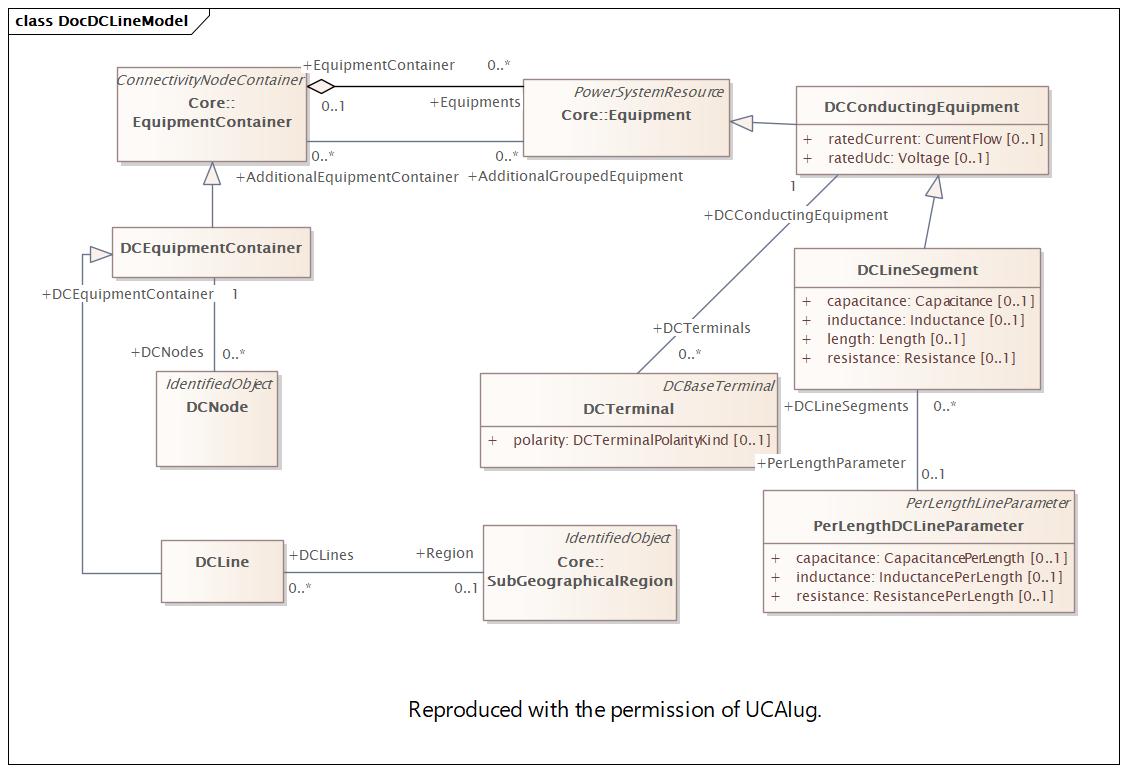 class DocDCLineModel
ConnectivityNodeContainer
Core::
EquipmentContainer
+EquipmentContainer
0..*
0..1
+Equipments
0..*
0..*
+AdditionalEquipmentContainer
+AdditionalGroupedEquipment
PowerSystemResource
Core::Equipment
DCConductingEquipment
+ ratedCurrent: CurrentFlow [0..1]
+ ratedUdc: Voltage [0..1]
1
+DCConductingEquipment
DCEquipmentContainer
+DCEquipmentContainer
1
+DCNodes
0..*
IdentifiedObject
DCNode
DCLineSegment
+ capacitance: Capacitance [0..1]
+ inductance: Inductance [0..1]
+ length: Length [0..1]
+ resistance: Resistance [0..1]
+DCTerminals
0..*
DCBaseTerminal
DCTerminal
+ polarity: DCTerminalPolarityKind [0..1]
+DCLineSegments
0..*
+PerLengthParameter
0..1
PerLengthLineParameter
PerLengthDCLineParameter
+ capacitance: CapacitancePerLength [0..1]
+ inductance: InductancePerLength [0..1]
+ resistance: ResistancePerLength [0..1]
DCLine
+DCLines
0..*
+Region
0..1
IdentifiedObject
Core::
SubGeographicalRegion
Reproduced with the permission of UCAIug.